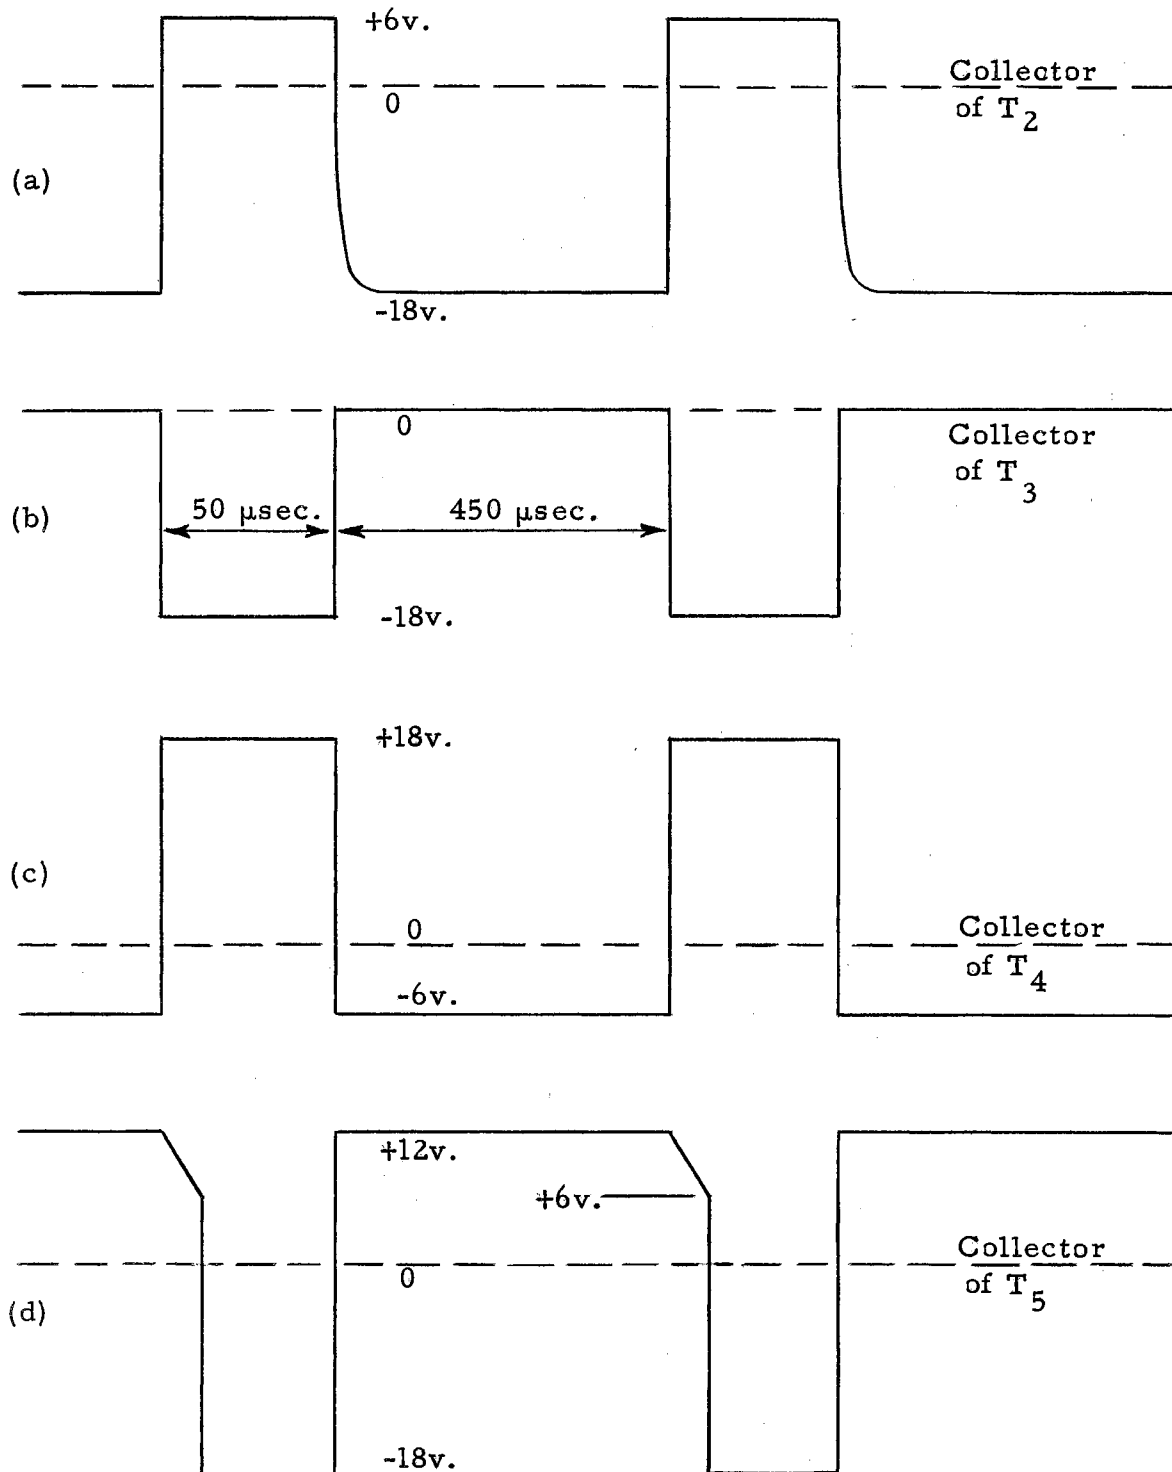 +6v.
Collector
0
of T2
(a)
-18v.
0
Collector
of T3
(b)
50 μsec.
450 μsec.
-18v.
+18v.
(c)
0
Collector
of T4
-6v.
+12v.
+6v.
Collector
0
of T5
(d)
-18v.